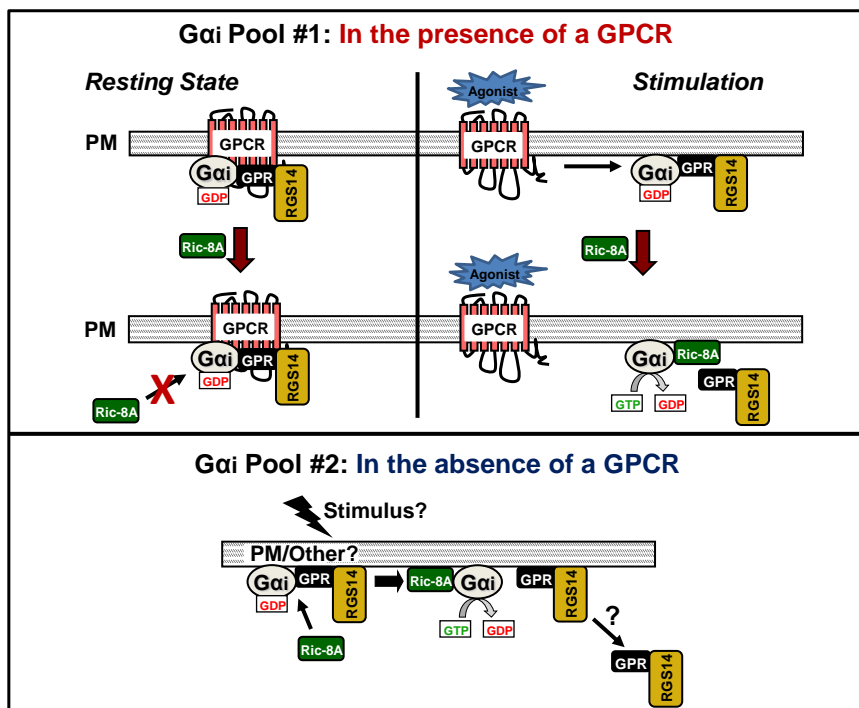 Gαi Pool #1: In the presence of a GPCR
Resting State
Stimulation
Agonist
PM
GPCR
GPCR
Gαi
GPR
RGS14
GDP
Gαi
GPR
RGS14
GDP
Ric-8A
Ric-8A
Agonist
PM
GPCR
GPCR
Gαi
GPR
RGS14
GDP
X
Ric-8A
Gαi
Ric-8A
GPR
RGS14
GTP
GDP
Gαi Pool #2: In the absence of a GPCR
Stimulus?
PM/Other?
Gαi
GPR
RGS14
GDP
Ric-8A
Ric-8A
Gαi
GTP
GDP
GPR
RGS14
?
GPR
RGS14